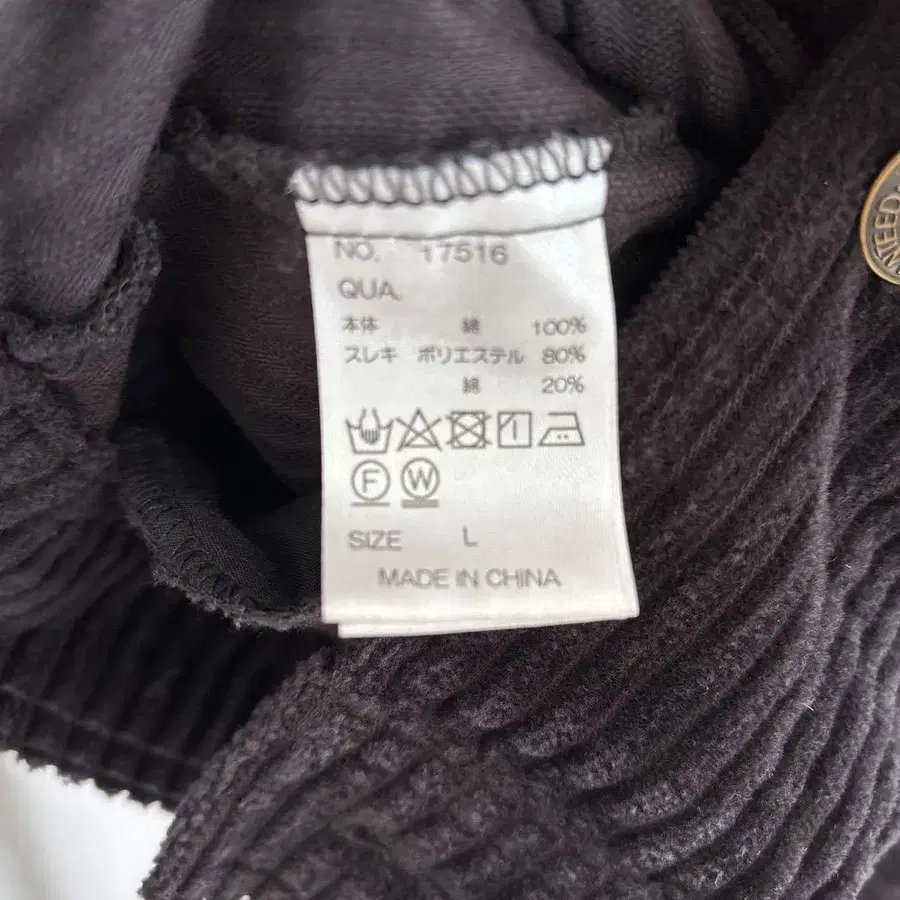 NO. 17516
QUA.
本体 綿 100%
スレキ ポリエステル 80%
綿 20%
F W
SIZE L
MADE IN CHINA